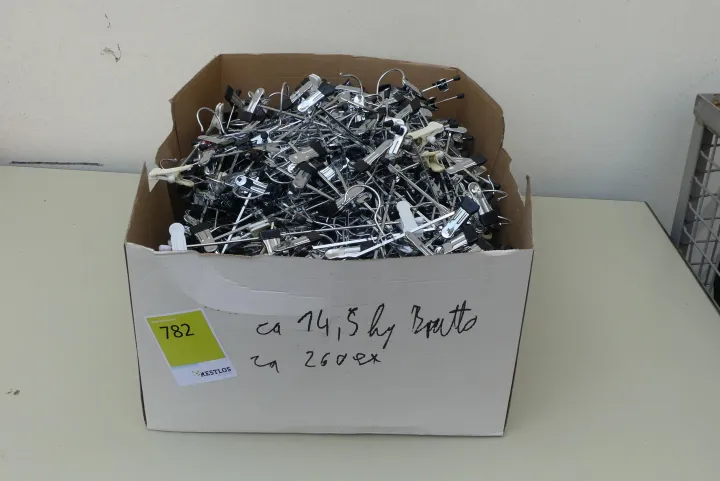 782
RESTLOS
ca 14,5 kg Brutto
ca 260 ex